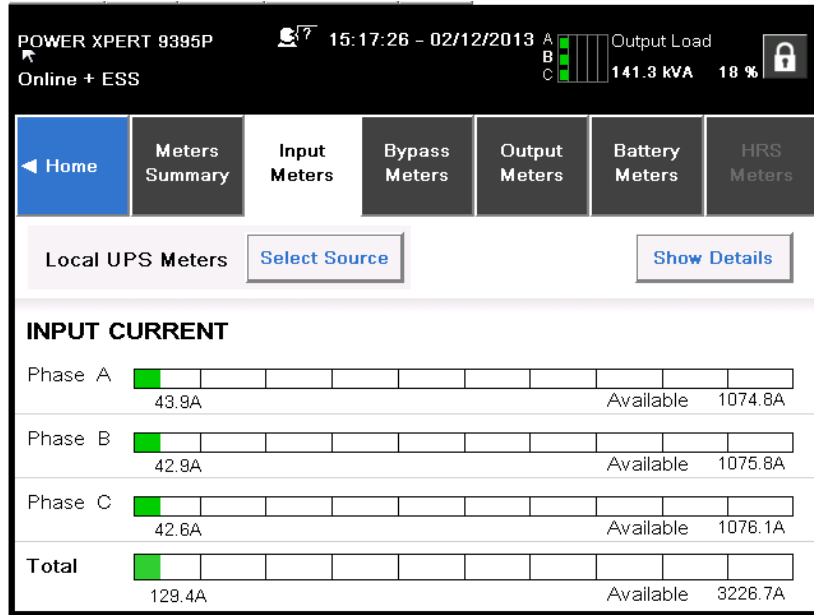 POWER XPERT 9395P
? 15:17:26 - 02/12/2013
A
B
C
Output Load
141.3 kVA 18 %
Online + ESS
Home
Meters Summary
Input Meters
Bypass Meters
Output Meters
Battery Meters
HRS Meters
Local UPS Meters
Select Source
Show Details
INPUT CURRENT
Phase A
43.9A Available 1074.8A
Phase B
42.9A Available 1075.8A
Phase C
42.6A Available 1076.1A
Total
129.4A Available 3226.7A